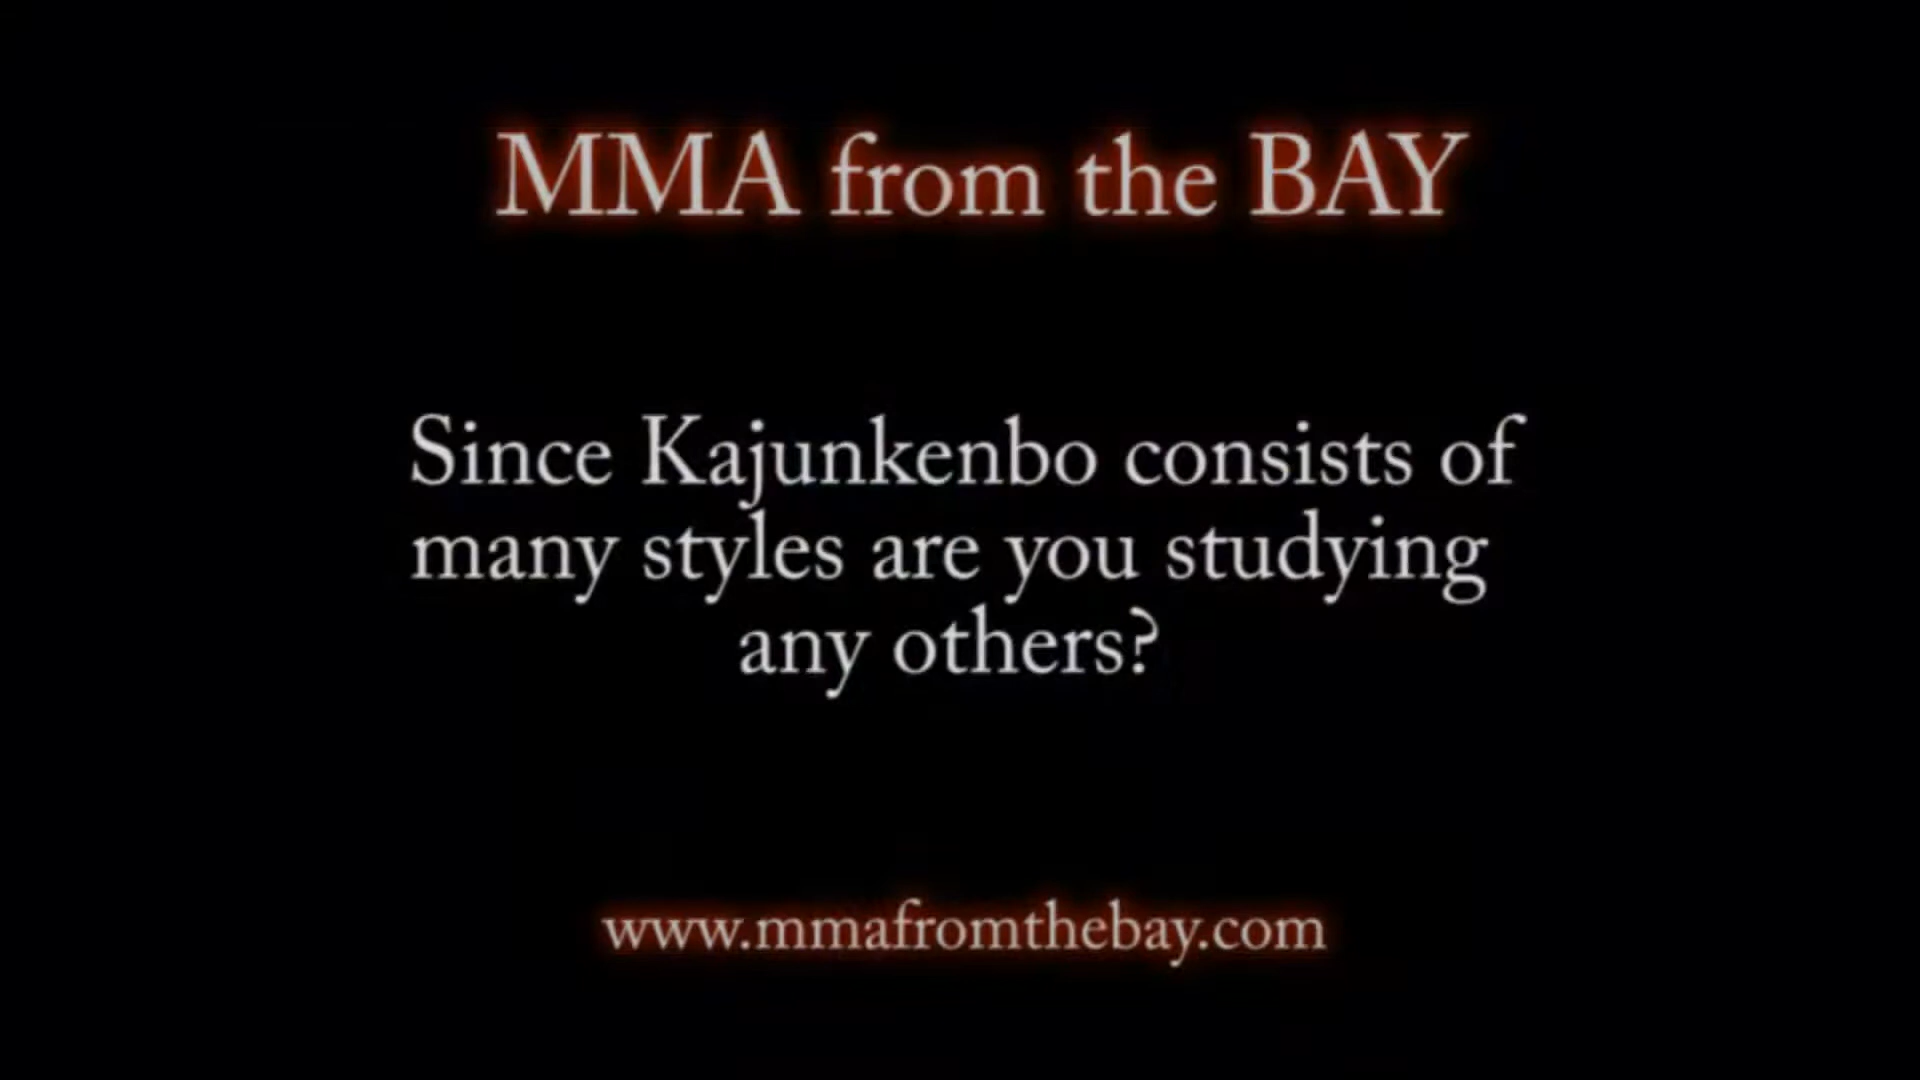 MMA from the BAY
Since Kajunkenbo consists of
many styles are you studying
any others?
www.mmafromthebay.com